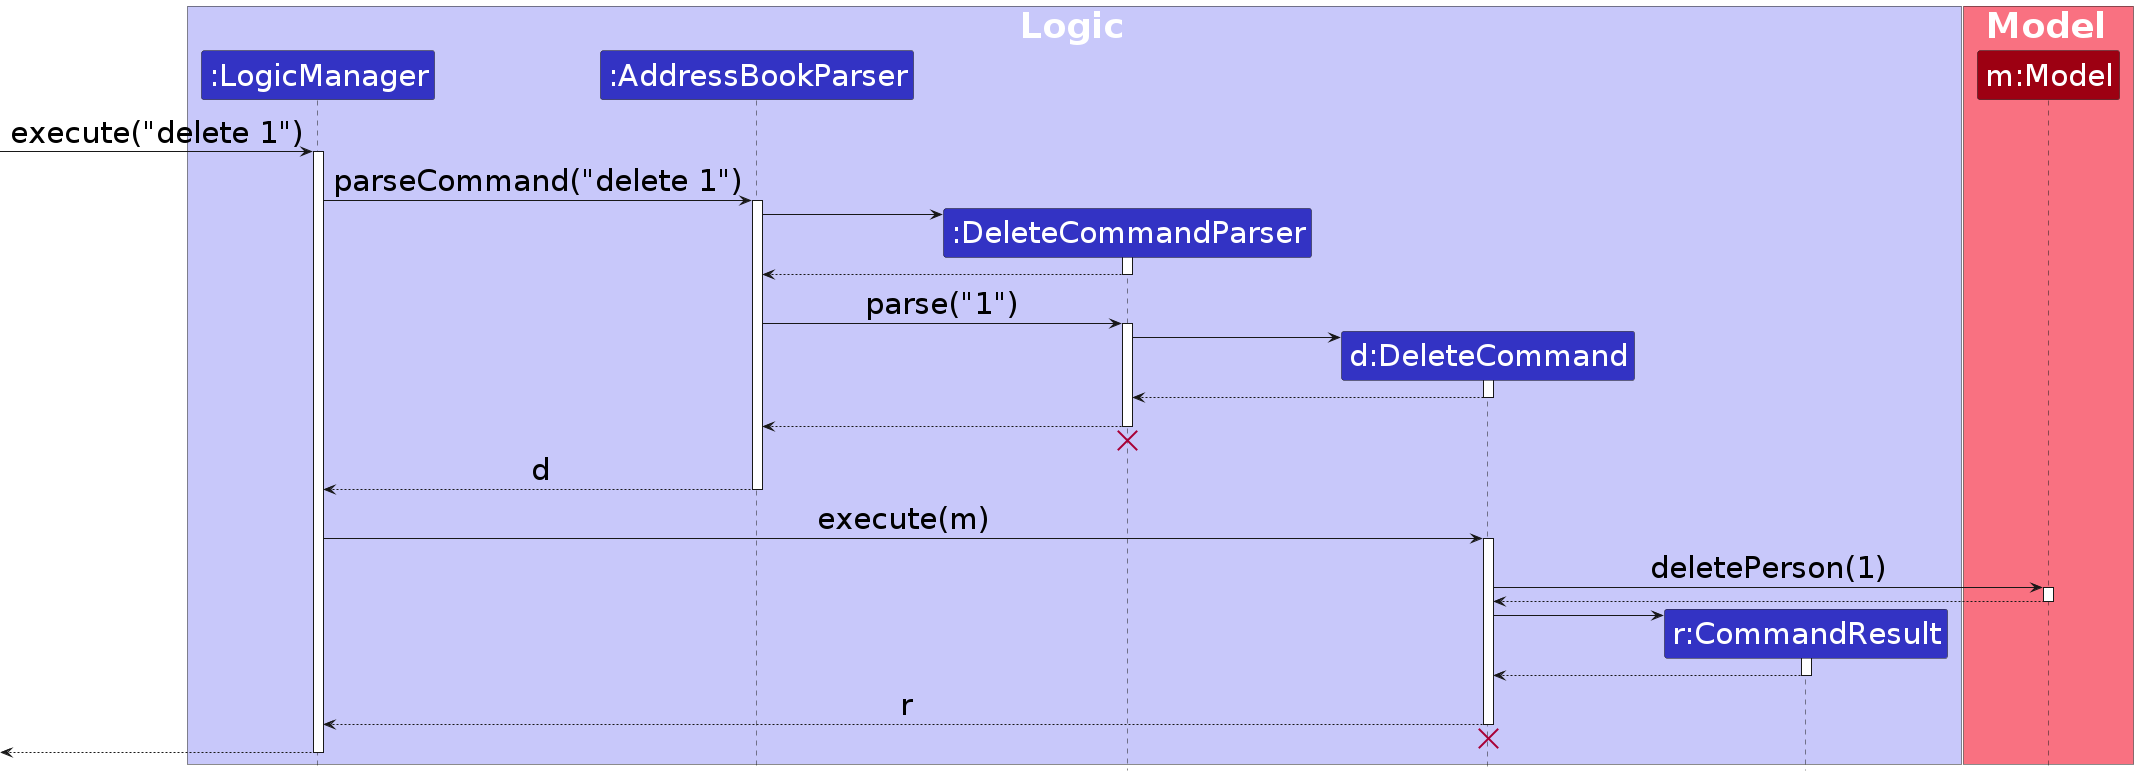 Logic
Model
:LogicManager
:AddressBookParser
m:Model
execute("delete 1")
parseCommand("delete 1")
:DeleteCommandParser
parse("1")
d:DeleteCommand
d
execute(m)
deletePerson(1)
r:CommandResult
r